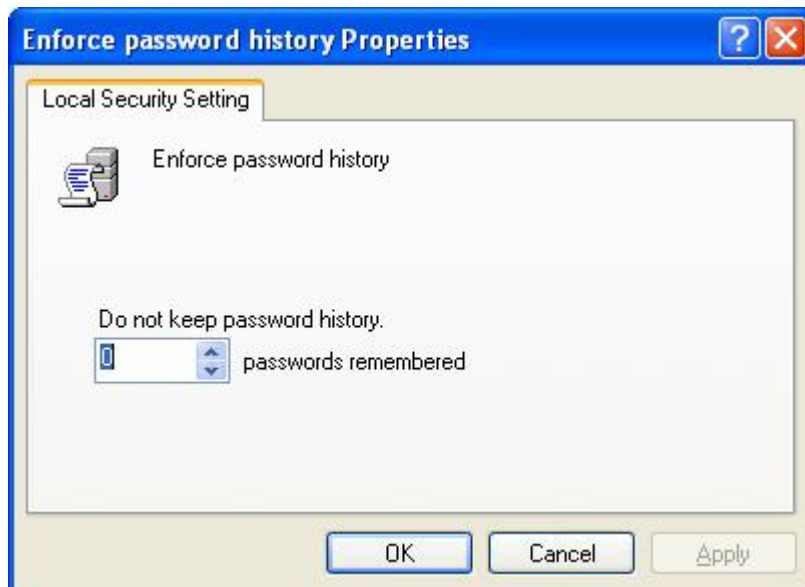 Enforce password history Properties
?
Local Security Setting
Enforce password history
Do not keep password history.
0 passwords remembered
OK Cancel Apply